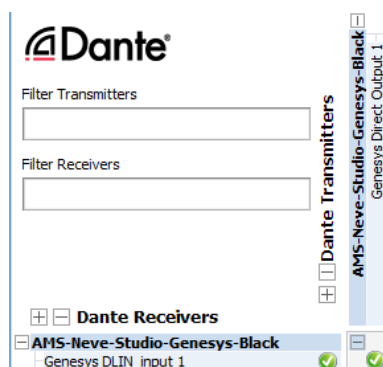 Dante®
Filter Transmitters
Filter Receivers
Dante Transmitters
AMS-Neve-Studio-Genesys-Black
Genesys Direct Output 1
Dante Receivers
AMS-Neve-Studio-Genesys-Black
Genesys DLIN input 1